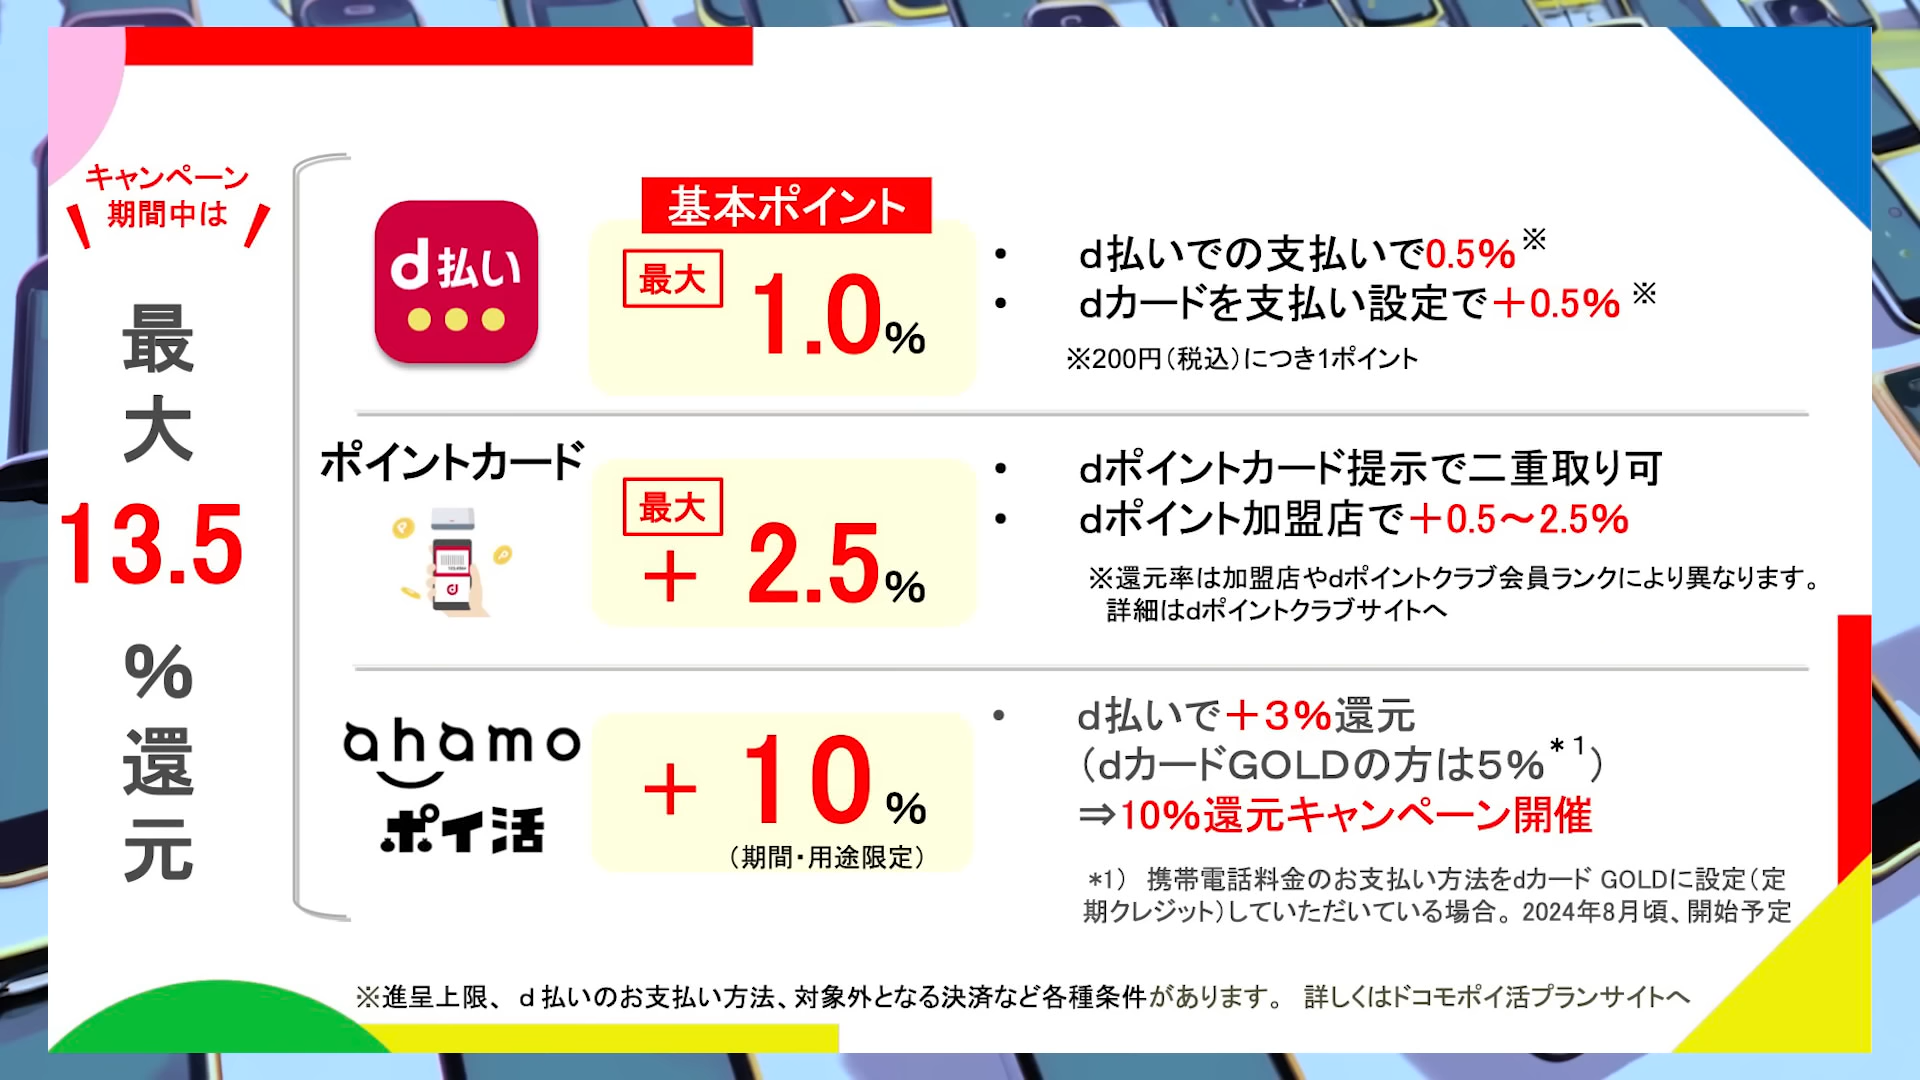 キャンペーン
期間中は
最大
13.5
%還元
d払い
基本ポイント
最大
1.0%
• d払いでの支払いで0.5%※
• dカードを支払い設定で＋0.5%※
※200円（税込）につき1ポイント
ポイントカード
最大
＋ 2.5%
• dポイントカード提示で二重取り可
• dポイント加盟店で＋0.5～2.5%
※還元率は加盟店やdポイントクラブ会員ランクにより異なります。
詳細はdポイントクラブサイトへ
ahamo
ポイ活
＋ 10%
（期間・用途限定）
• d払いで＋3%還元
（dカードGOLDの方は5%＊1）
⇒10%還元キャンペーン開催
*1） 携帯電話料金のお支払い方法をdカード GOLDに設定（定
期クレジット）していただいている場合。2024年8月頃、開始予定
※進呈上限、ｄ払いのお支払い方法、対象外となる決済など各種条件があります。 詳しくはドコモポイ活プランサイトへ